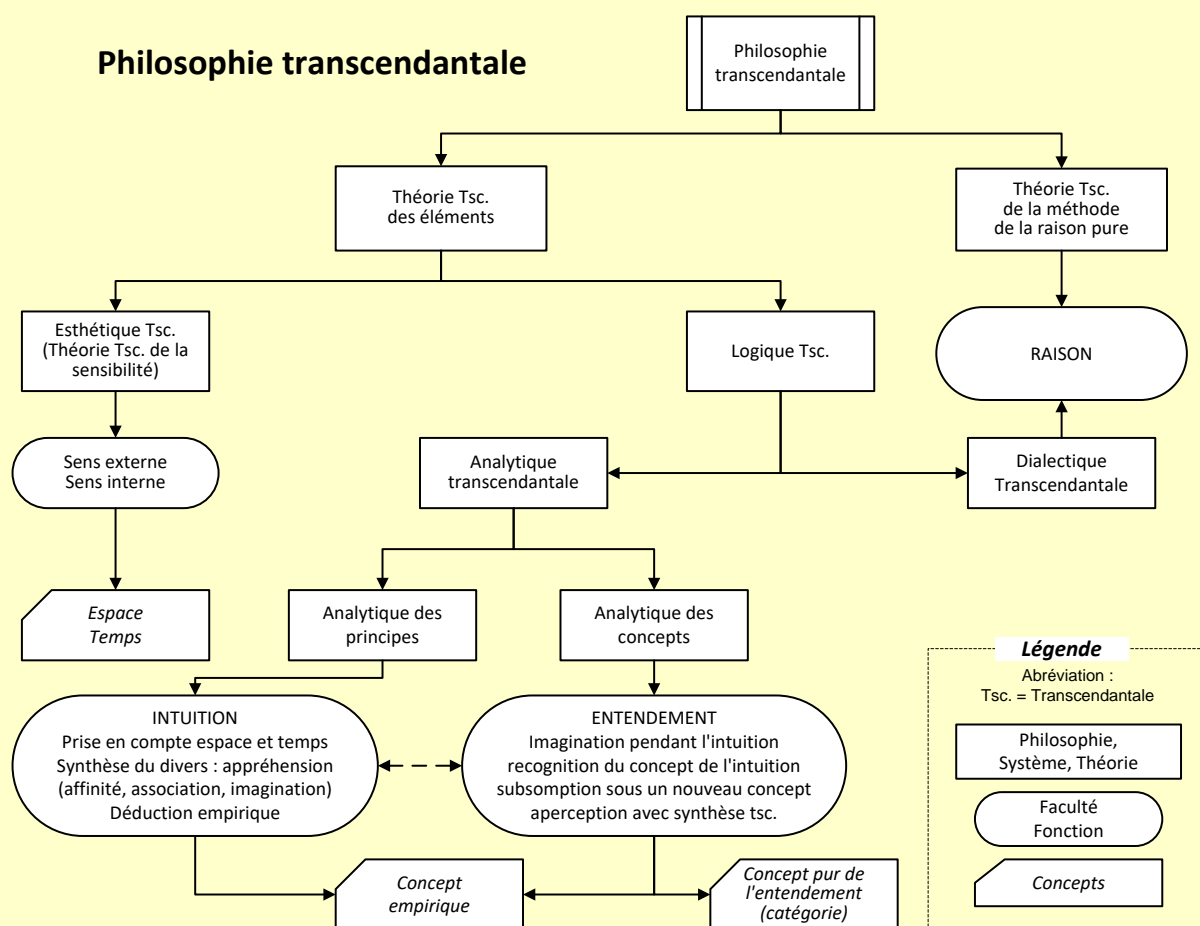 Philosophie transcendantale
Philosophie
transcendantale
Théorie Tsc.
des éléments
Théorie Tsc.
de la méthode
de la raison pure
Esthétique Tsc.
(Théorie Tsc. de la
sensibilité)
Logique Tsc.
RAISON
Sens externe
Sens interne
Analytique
transcendantale
Dialectique
Transcendantale
Espace
Temps
Analytique des
principes
Analytique des
concepts
INTUITION
Prise en compte espace et temps
Synthèse du divers : appréhension
(affinité, association, imagination)
Déduction empirique
ENTENDEMENT
Imagination pendant l'intuition
recognition du concept de l'intuition
subsomption sous un nouveau concept
aperception avec synthèse tsc.
Concept
empirique
Concept pur de
l'entendement
(catégorie)
Légende
Abréviation :
Tsc. = Transcendantale
Philosophie,
Système, Théorie
Faculté
Fonction
Concepts